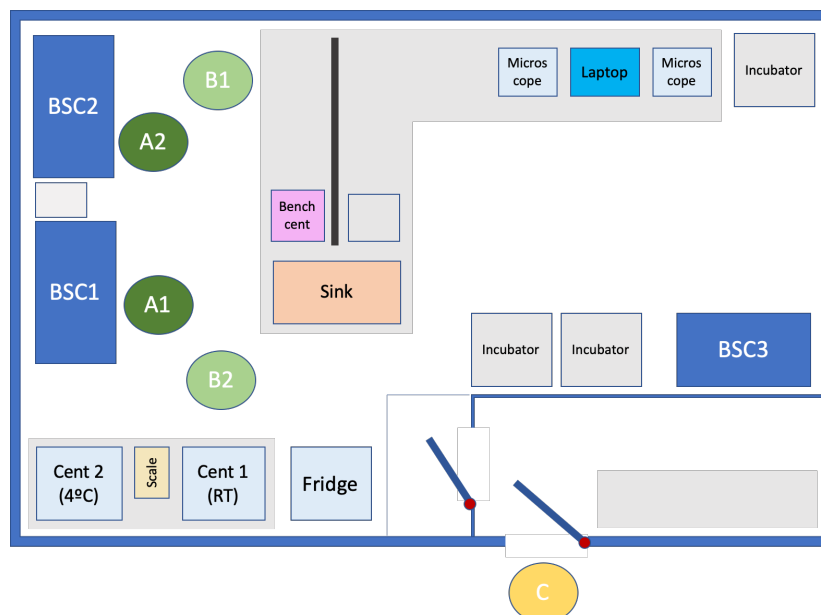 BSC2
B1
A2
Micros
cope
Laptop
Micros
cope
Incubator
Bench
cent
BSC1
A1
Sink
B2
Incubator
Incubator
BSC3
Cent 2
(4ºC)
Scale
Cent 1
(RT)
Fridge
C